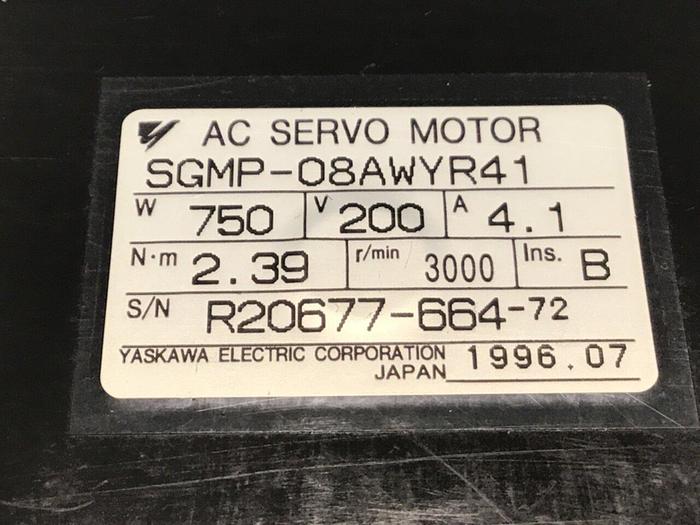 AC SERVO MOTOR
SGMP-08AWYR41
W 750 V 200 A 4.1
N·m 2.39 r/min 3000 Ins. B
S/N R20677-664-72
YASKAWA ELECTRIC CORPORATION 1996.07
JAPAN